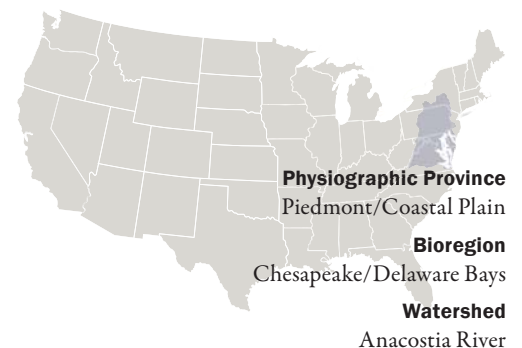 Physiographic Province
Piedmont/Coastal Plain
Bioregion
Chesapeake/Delaware Bays
Watershed
Anacostia River